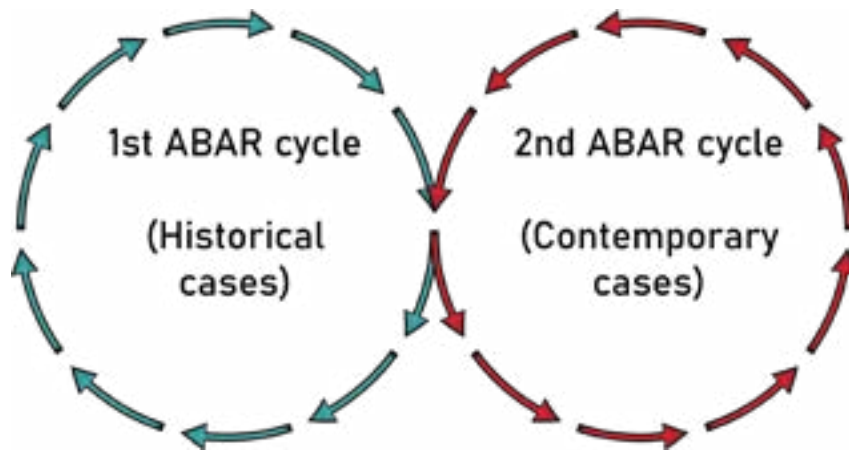 1st ABAR cycle
(Historical
cases)
2nd ABAR cycle
(Contemporary
cases)